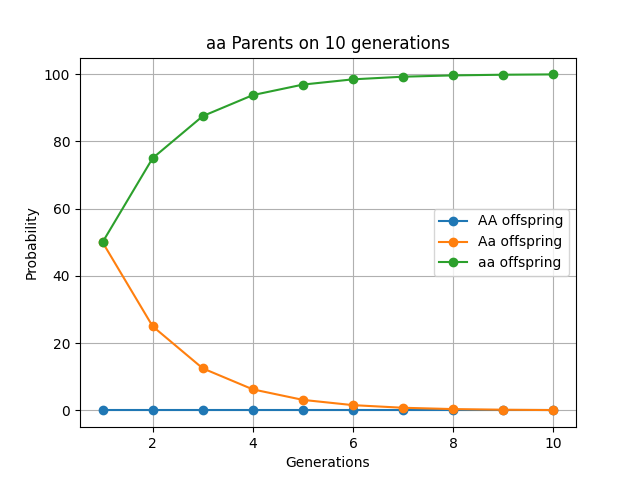 aa Parents on 10 generations
100
80
60
40
20
0
Probability
AA offspring
Aa offspring
aa offspring
2 4 6 8 10
Generations